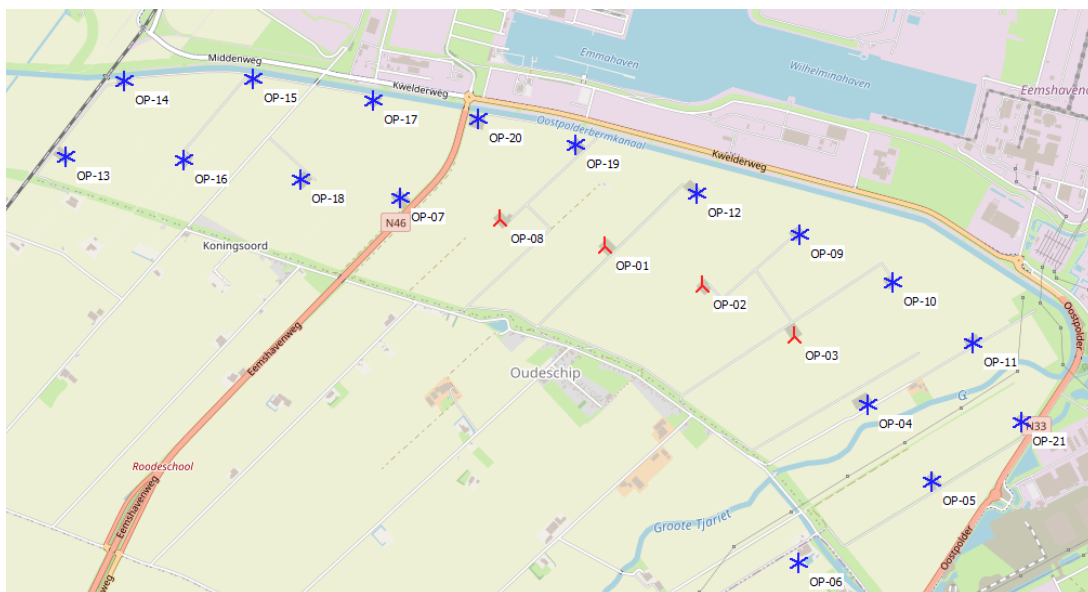 Emmahaven
Middenweg
Wilhelminahaven
Kwelderweg
Eemshaven
OP-14
OP-15
OP-17
OP-20
Oostpolderbermkanaal
OP-19
Kwelderweg
OP-13
OP-16
OP-18
OP-07
OP-12
N46
OP-08
Koningsoord
OP-01
OP-09
OP-02
OP-10
Oostpolder
Eemshavenweg
OP-03
OP-11
Oudeschip
G
OP-04
N33
OP-21
Roodeschool
Eemshavenweg
OP-05
Groote Tjariet
Oostpolder
OP-06
weg